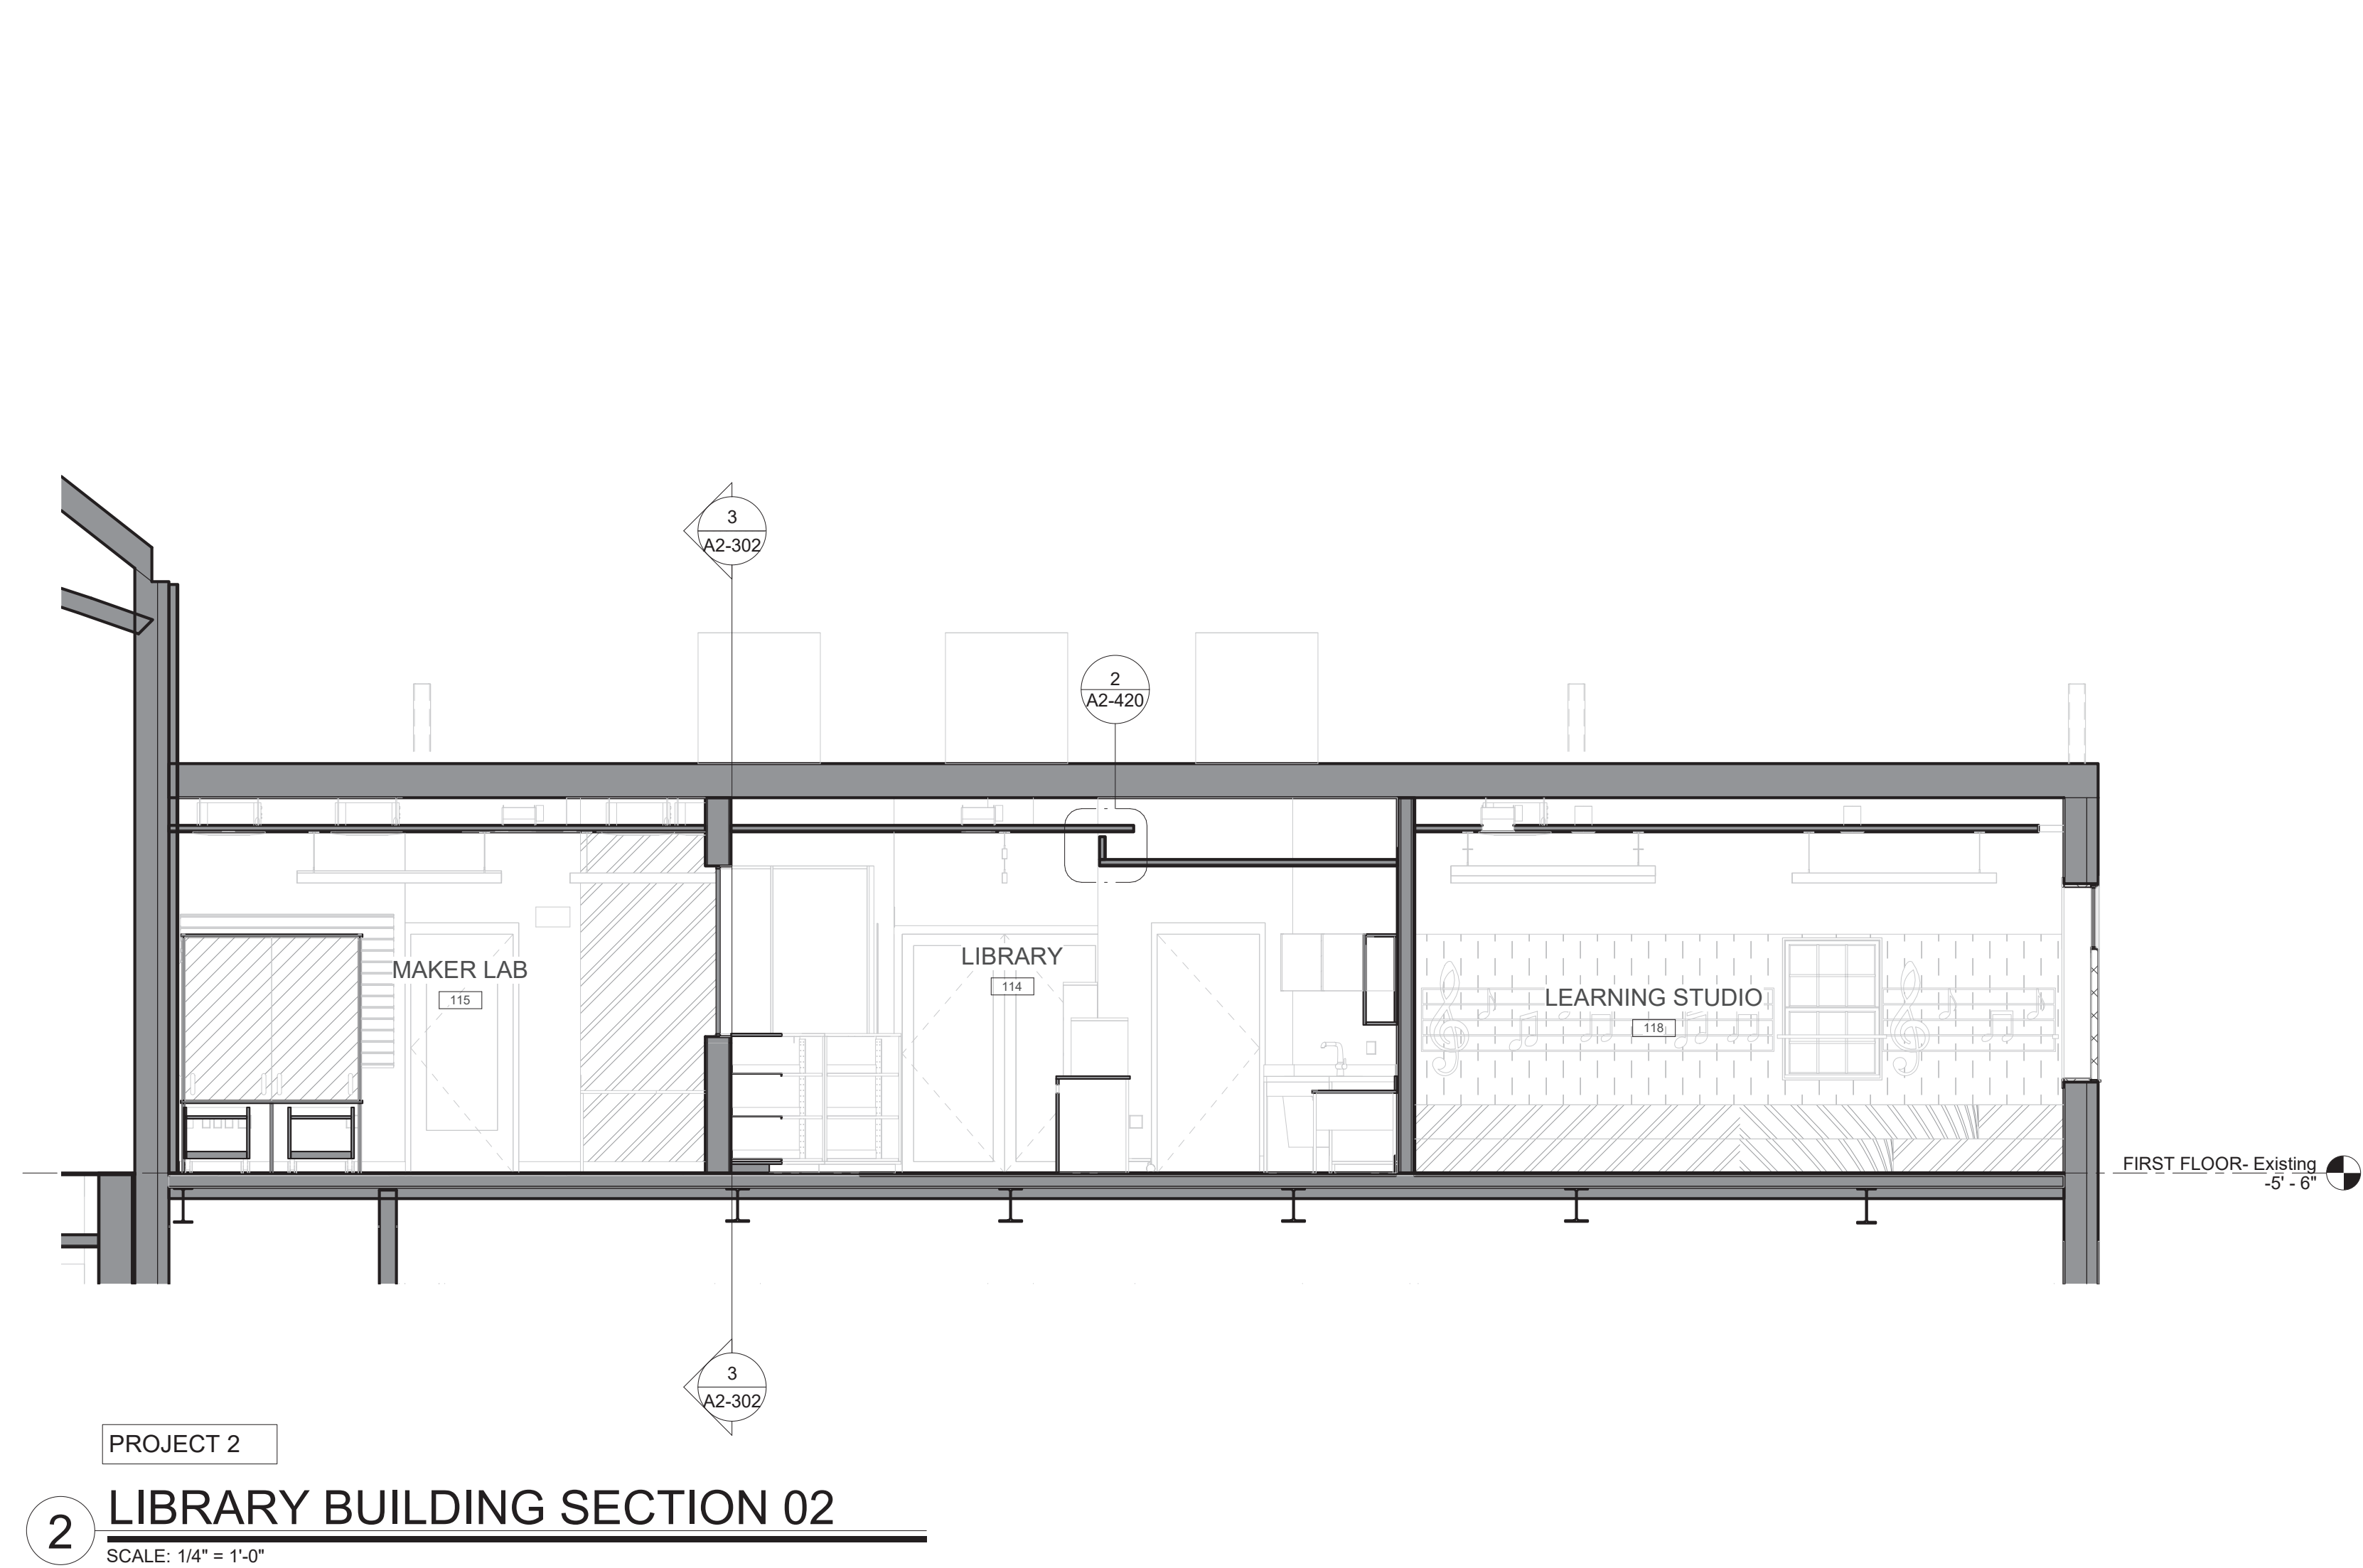 3
A2-302
2
A2-420
MAKER LAB
115
LIBRARY
114
LEARNING STUDIO
118
FIRST FLOOR- Existing
-5' - 6"
3
A2-302
PROJECT 2
2
LIBRARY BUILDING SECTION 02
SCALE: 1/4" = 1'-0"